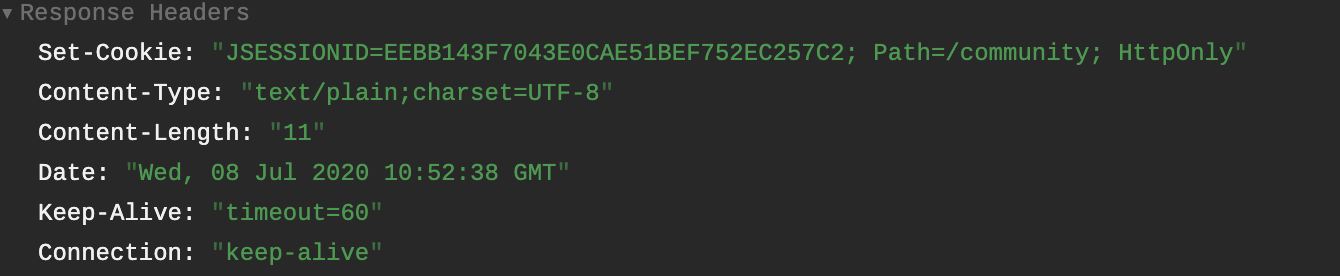 Response Headers
Set-Cookie: "JSESSIONID=EEBB143F7043E0CAE51BEF752EC257C2; Path=/community; HttpOnly"
Content-Type: "text/plain;charset=UTF-8"
Content-Length: "11"
Date: "Wed, 08 Jul 2020 10:52:38 GMT"
Keep-Alive: "timeout=60"
Connection: "keep-alive"